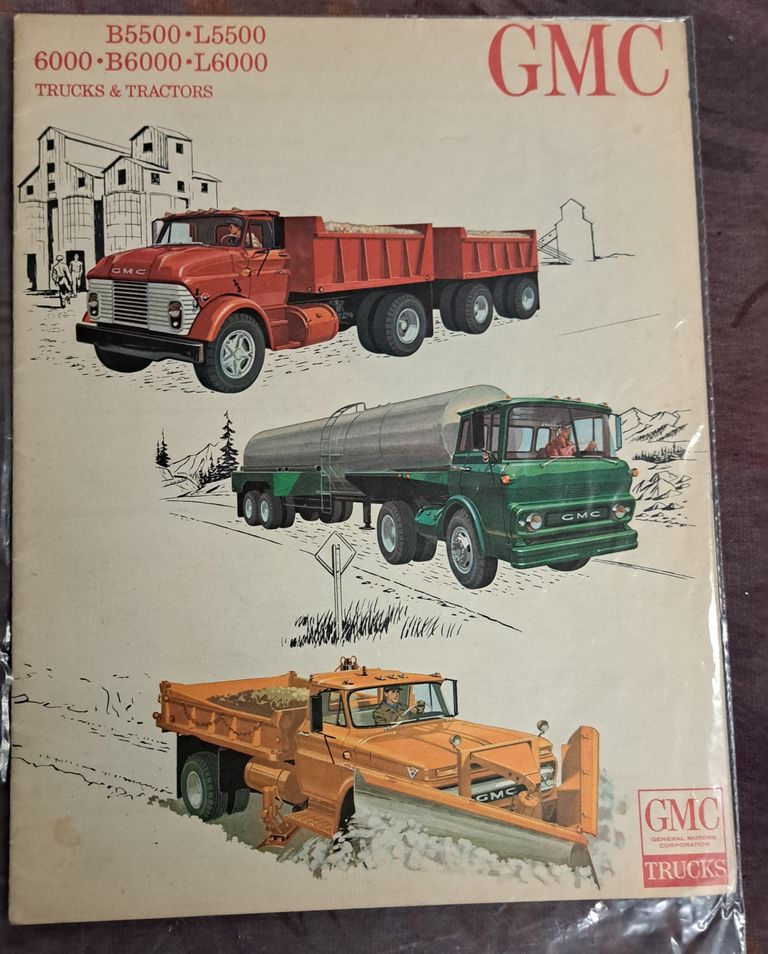 B5500 • L5500
6000 • B6000 • L6000
TRUCKS & TRACTORS
GMC
GMC
GMC
GMC
GMC
GENERAL MOTORS
CORPORATION
TRUCKS